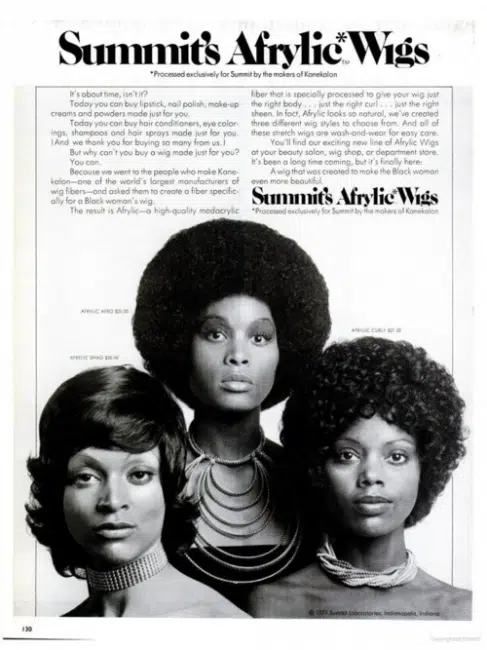 Summit's Afrylic* Wigs
*Processed exclusively for Summit by the makers of Kanekalon
It's about time, isn't it?
Today you can buy lipstick, nail polish, make-up
creams and powders made just for you.
Today you can buy hair conditioners, eye color-
ings, shampoos and hair sprays made just for you.
(And we thank you for buying so many from us.)
But why can't you buy a wig made just for you?
You can.
Because we went to the people who make Kane-
kalon—one of the world's largest manufacturers of
wig fibers—and asked them to create a fiber specific-
ally for a Black woman's wig.
The result is Afrylic—a high-quality modacrylic
fiber that is specially processed to give your wig just
the right body . . . just the right curl . . . just the right
sheen. In fact, Afrylic looks so natural, we've created
three different wig styles to choose from. And all of
these stretch wigs are wash-and-wear for easy care.
You'll find our exciting new line of Afrylic Wigs
at your beauty salon, wig shop, or department store.
It's been a long time coming, but it's finally here:
A wig that was created to make the Black woman
even more beautiful.
Summit's Afrylic* Wigs
*Processed exclusively for Summit by the makers of Kanekalon
AFRYLIC AFRO
AFRYLIC CURLY
AFRYLIC SHAG
© Summit Laboratories, Indianapolis, Indiana
130